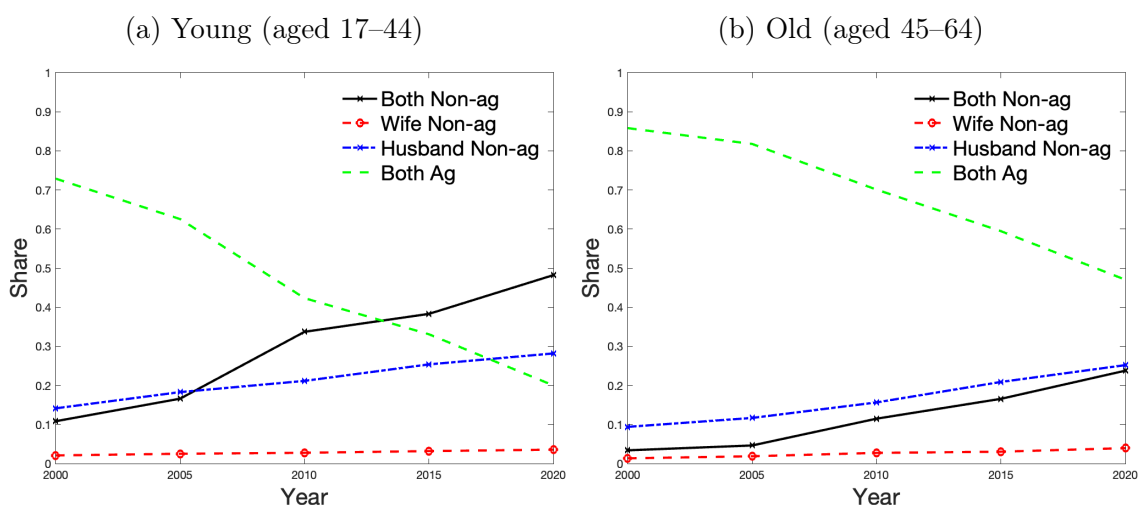 (a) Young (aged 17–44)
1
0.9
0.8
0.7
0.6
0.5
0.4
0.3
0.2
0.1
0
Share
Both Non-ag
Wife Non-ag
Husband Non-ag
Both Ag
2000
2005
2010
2015
2020
Year
(b) Old (aged 45–64)
1
0.9
0.8
0.7
0.6
0.5
0.4
0.3
0.2
0.1
0
Share
Both Non-ag
Wife Non-ag
Husband Non-ag
Both Ag
2000
2005
2010
2015
2020
Year